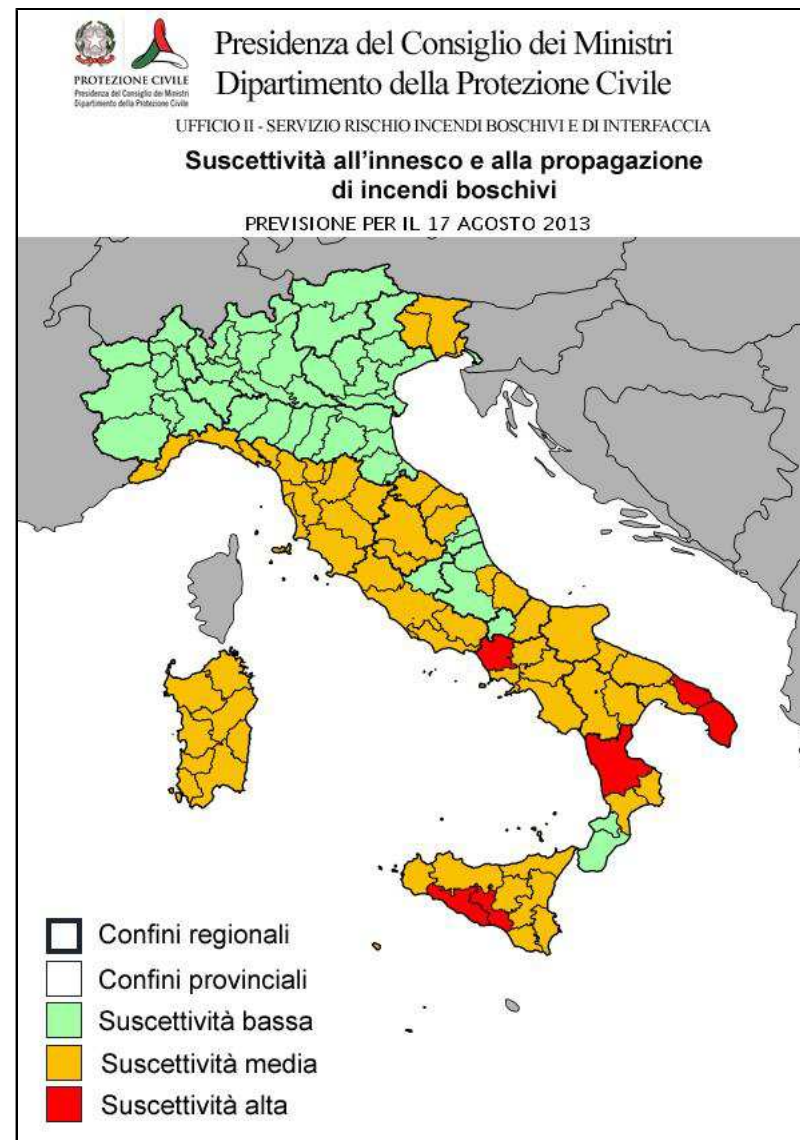 PROTEZIONE CIVILE
Presidenza del Consiglio dei Ministri
Dipartimento della Protezione Civile
Presidenza del Consiglio dei Ministri
Dipartimento della Protezione Civile
UFFICIO II - SERVIZIO RISCHIO INCENDI BOSCHIVI E DI INTERFACCIA
Suscettività all'innesco e alla propagazione
di incendi boschivi
PREVISIONE PER IL 17 AGOSTO 2013
Confini regionali
Confini provinciali
Suscettività bassa
Suscettività media
Suscettività alta